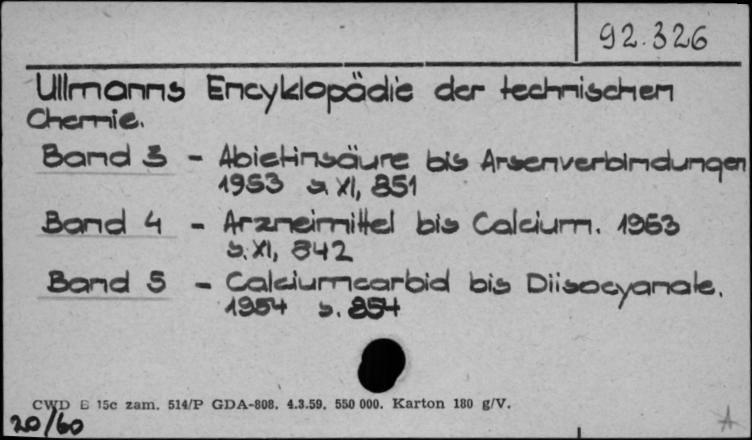 92.326
Ullmanns Encyklopädie der technischen
Chemie.
Band 3 - Abietinsäure bis Arsenverbindungen
1953 s. XI, 851
Band 4 - Arzneimittel bis Calcium. 1953
s. XI, 842
Band 5 - Calciumcarbid bis Diisocyanate.
1954 s. 854
CWD E 15c zam. 514/P GDA-808. 4.3.59. 550 000. Karton 180 g/V.
20/60
A